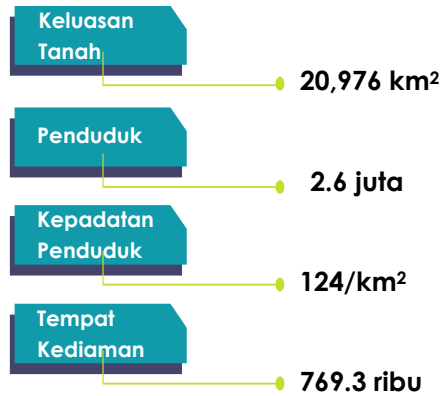 Keluasan
Tanah
20,976 km²
Penduduk
2.6 juta
Kepadatan
Penduduk
124/km²
Tempat
Kediaman
769.3 ribu